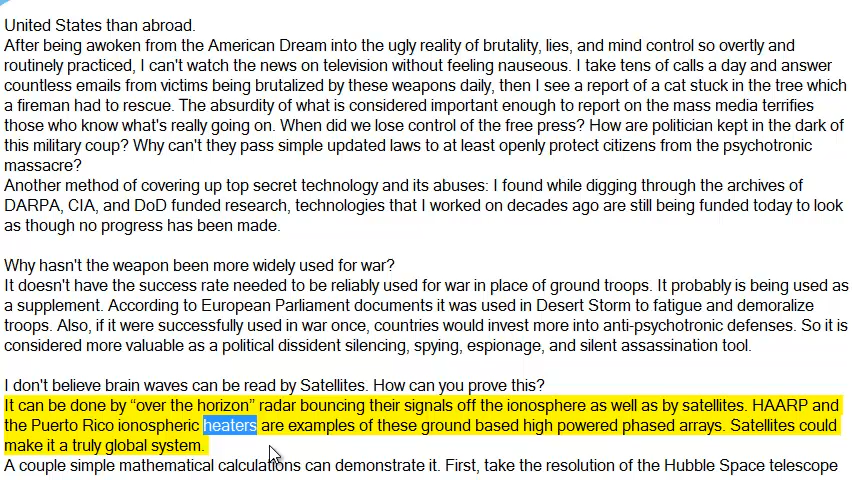 United States than abroad.
After being awoken from the American Dream into the ugly reality of brutality, lies, and mind control so overtly and
routinely practiced, I can't watch the news on television without feeling nauseous. I take tens of calls a day and answer
countless emails from victims being brutalized by these weapons daily, then I see a report of a cat stuck in the tree which
a fireman had to rescue. The absurdity of what is considered important enough to report on the mass media terrifies
those who know what's really going on. When did we lose control of the free press? How are politician kept in the dark of
this military coup? Why can't they pass simple updated laws to at least openly protect citizens from the psychotronic
massacre?
Another method of covering up top secret technology and its abuses: I found while digging through the archives of
DARPA, CIA, and DoD funded research, technologies that I worked on decades ago are still being funded today to look
as though no progress has been made.
Why hasn't the weapon been more widely used for war?
It doesn't have the success rate needed to be reliably used for war in place of ground troops. It probably is being used as
a supplement. According to European Parliament documents it was used in Desert Storm to fatigue and demoralize
troops. Also, if it were successfully used in war once, countries would invest more into anti-psychotronic defenses. So it is
considered more valuable as a political dissident silencing, spying, espionage, and silent assassination tool.
I don't believe brain waves can be read by Satellites. How can you prove this?
It can be done by “over the horizon” radar bouncing their signals off the ionosphere as well as by satellites. HAARP and
the Puerto Rico ionospheric heaters are examples of these ground based high powered phased arrays. Satellites could
make it a truly global system.
A couple simple mathematical calculations can demonstrate it. First, take the resolution of the Hubble Space telescope